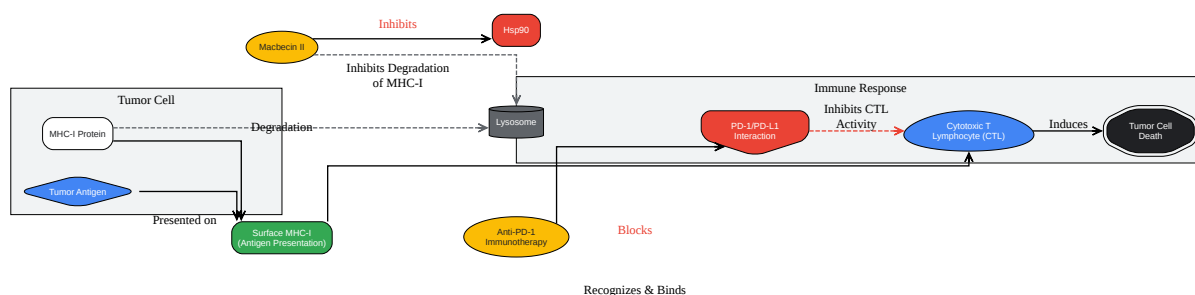 Inhibits
Hsp90
Macbecin II
Inhibits Degradation
of MHC-I
Immune Response
Tumor Cell
Inhibits CTL
Activity
Lysosome
PD-1/PD-L1
Interaction
Cytotoxic T
Lymphocyte (CTL)
Induces
Tumor Cell
Death
MHC-I Protein
Degradation
Tumor Antigen
Presented on
Surface MHC-I
(Antigen Presentation)
Anti-PD-1
Immunotherapy
Blocks
Recognizes & Binds